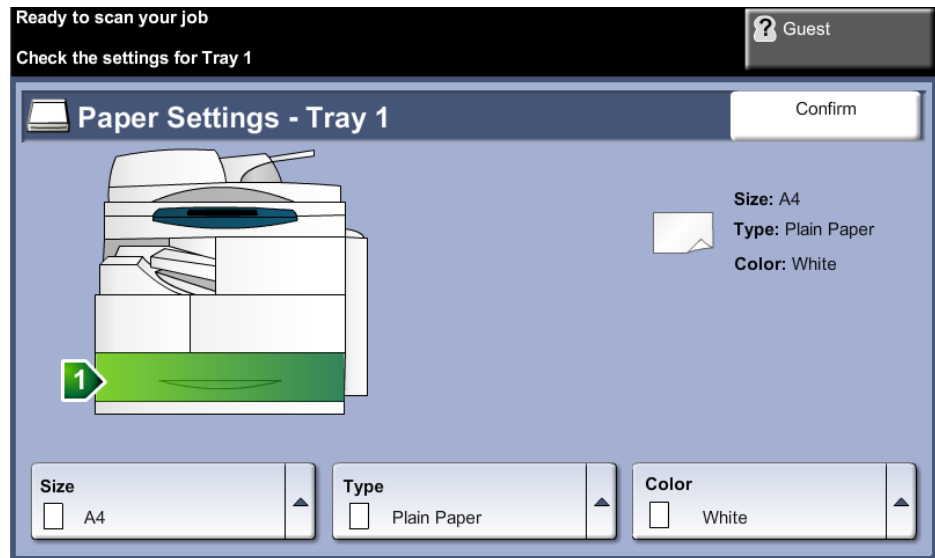 Ready to scan your job
Guest
Check the settings for Tray 1
Paper Settings - Tray 1
Confirm
Size: A4
Type: Plain Paper
Color: White
1
Size
A4
Type
Plain Paper
Color
White